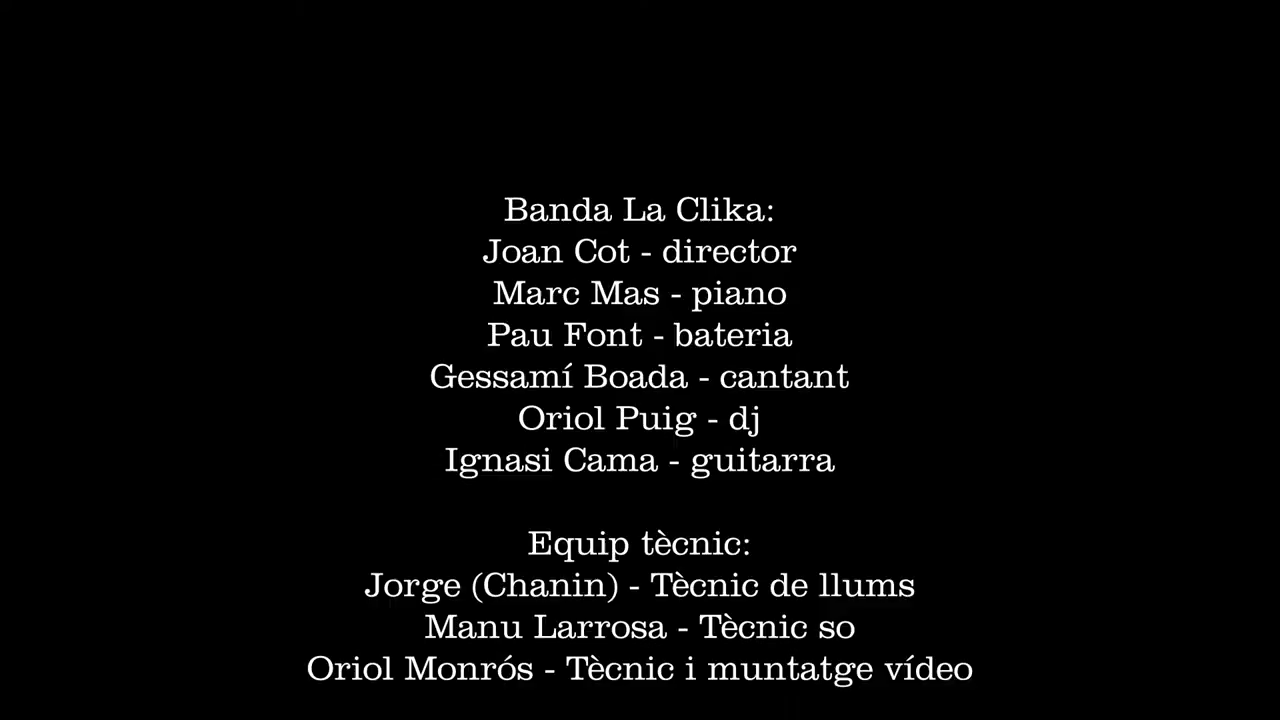 Banda La Clika:
Joan Cot - director
Marc Mas - piano
Pau Font - bateria
Gessamí Boada - cantant
Oriol Puig - dj
Ignasi Cama - guitarra
Equip tècnic:
Jorge (Chanin) - Tècnic de llums
Manu Larrosa - Tècnic so
Oriol Monrós - Tècnic i muntatge vídeo